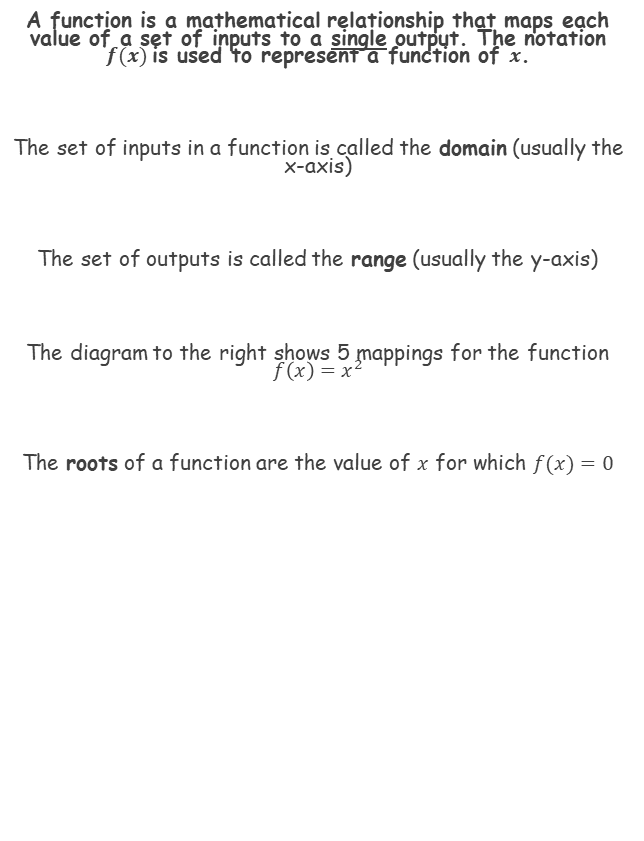 A function is a mathematical relationship that maps each
value of a set of inputs to a single output. The notation
f(x) is used to represent a function of x.
The set of inputs in a function is called the domain (usually the
x-axis)
The set of outputs is called the range (usually the y-axis)
The diagram to the right shows 5 mappings for the function
f(x) = x²
The roots of a function are the value of x for which f(x) = 0